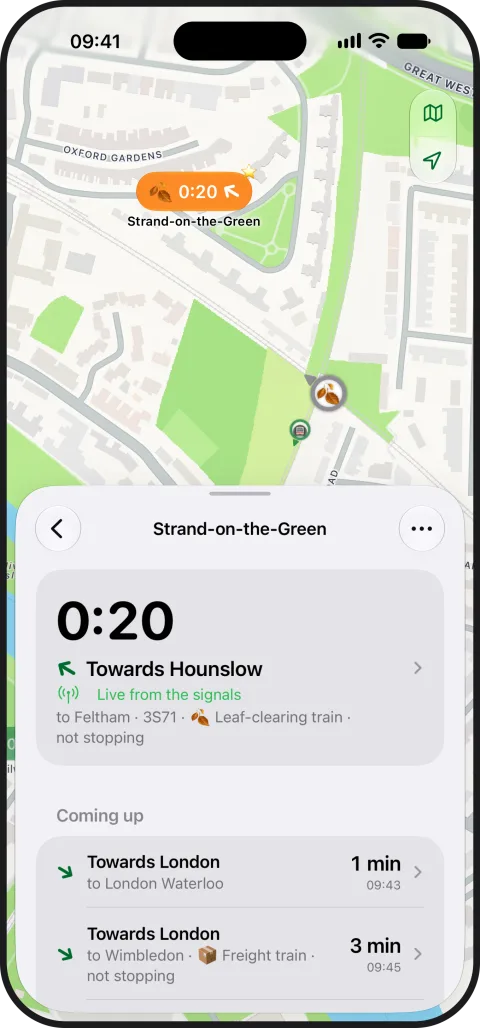 09:41
GREAT WES
OXFORD GARDENS
0:20
Strand-on-the-Green
Strand-on-the-Green
0:20
Towards Hounslow
Live from the signals
to Feltham · 3S71 · 🍂 Leaf-clearing train ·
not stopping
Coming up
Towards London
1 min
to London Waterloo
09:43
Towards London
3 min
to Wimbledon · 📦 Freight train ·
09:45
not stopping